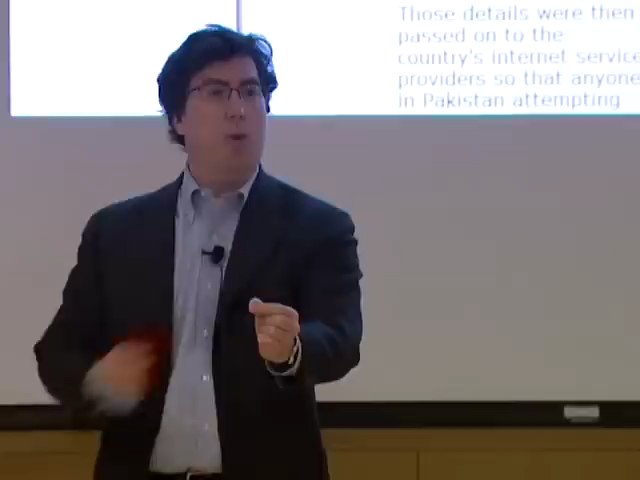 Those details were then
passed on to the
country's internet service
providers so that anyone
in Pakistan attempting